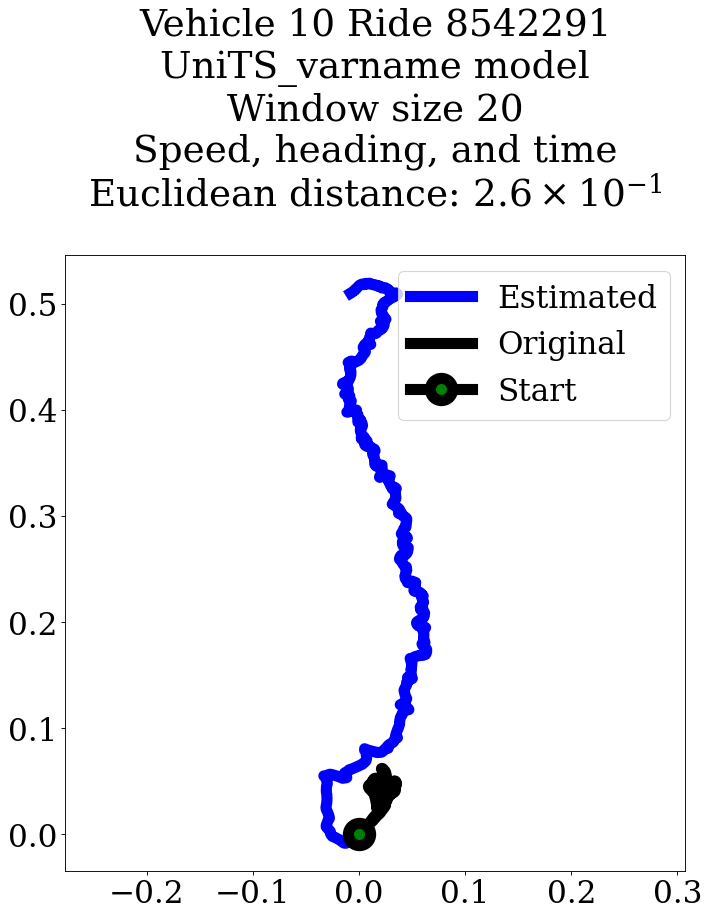 Vehicle 10 Ride 8542291
UniTS_varname model
Window size 20
Speed, heading, and time
Euclidean distance: 2.6 × 10⁻¹
Estimated
Original
Start
0.5
0.4
0.3
0.2
0.1
0.0
−0.2 −0.1 0.0 0.1 0.2 0.3